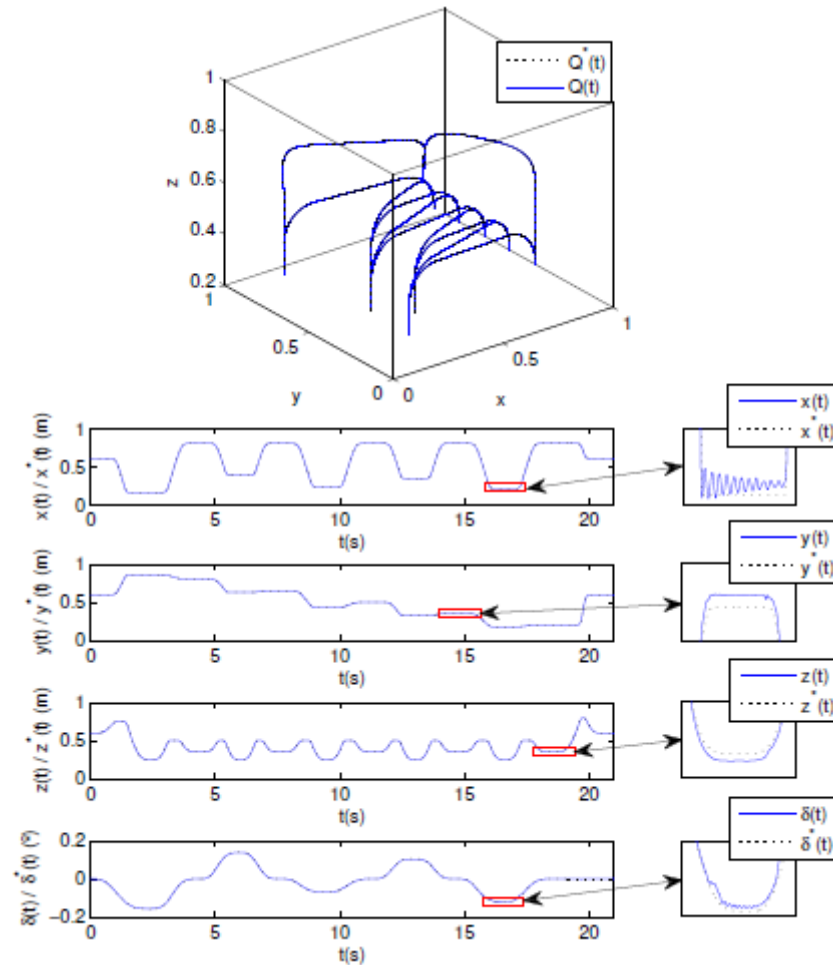 Q*(t)
Q(t)
1
0.8
0.6
0.4
0.2
z
1
0.5
0
y
0
0.5
1
x
x(t)
x*(t)
x(t) / x*(t) (m)
1
0.5
0
0
5
10
15
20
t(s)
y(t)
y*(t)
y(t) / y*(t) (m)
1
0.5
0
0
5
10
15
20
t(s)
z(t)
z*(t)
z(t) / z*(t) (m)
1
0.5
0
0
5
10
15
20
t(s)
δ(t)
δ*(t)
δ(t) / δ*(t) (º)
0.2
0
−0.2
0
5
10
15
20
t(s)